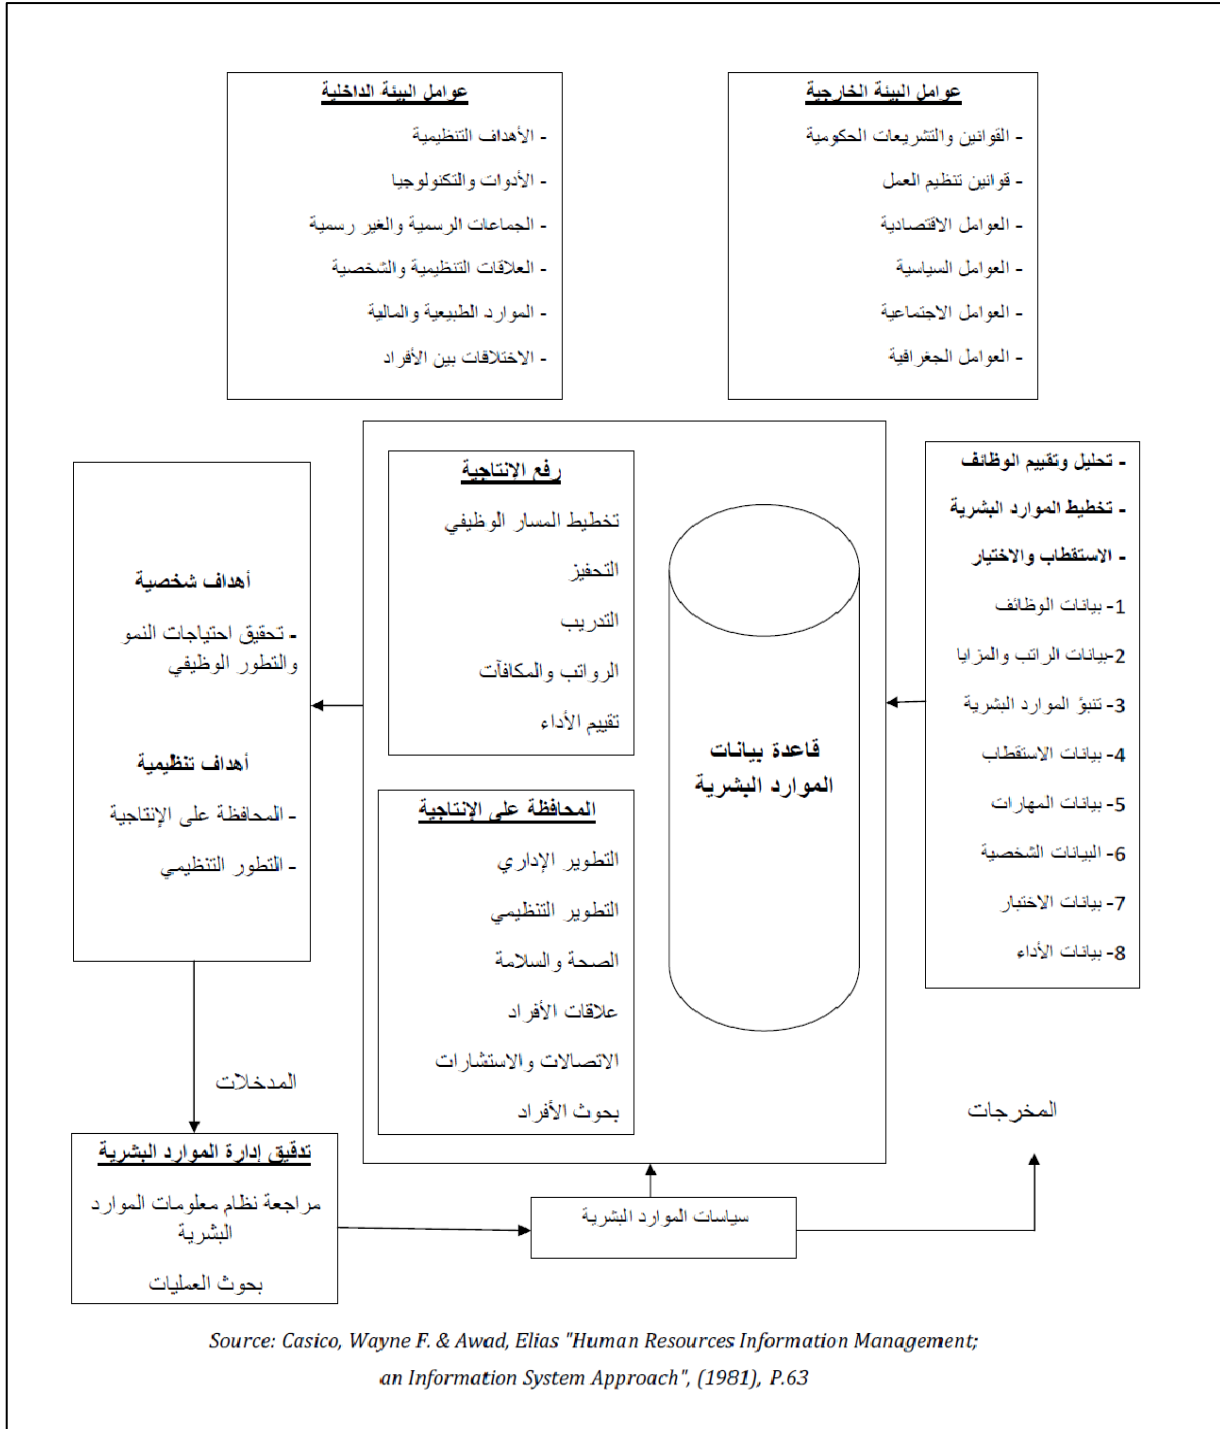 عوامل البيئة الخارجية
- القوانين والتشريعات الحكومية
- قوانين تنظيم العمل
- العوامل الاقتصادية
- العوامل السياسية
- العوامل الاجتماعية
- العوامل الجغرافية
عوامل البيئة الداخلية
- الأهداف التنظيمية
- الأدوات والتكنولوجيا
- الجماعات الرسمية والغير رسمية
- العلاقات التنظيمية والشخصية
- الموارد الطبيعية والمالية
- الاختلافات بين الأفراد
- تحليل وتقييم الوظائف
- تخطيط الموارد البشرية
- الاستقطاب والاختيار
1- بيانات الوظائف
2-بيانات الراتب والمزايا
3- تنبؤ الموارد البشرية
4- بيانات الاستقطاب
5- بيانات المهارات
6- البيانات الشخصية
7- بيانات الاختبار
8- بيانات الأداء
قاعدة بيانات
الموارد البشرية
رفع الانتاجية
تخطيط المسار الوظيفي
التحفيز
التدريب
الرواتب والمكافآت
تقييم الأداء
المحافظة على الإنتاجية
التطوير الإداري
التطوير التنظيمي
الصحة والسلامة
علاقات الأفراد
الاتصالات والاستشارات
بحوث الأفراد
أهداف شخصية
- تحقيق احتياجات النمو
والتطور الوظيفي
أهداف تنظيمية
- المحافظة على الإنتاجية
- التطور التنظيمي
المخرجات
المدخلات
سياسات الموارد البشرية
تدقيق إدارة الموارد البشرية
مراجعة نظام معلومات الموارد
البشرية
بحوث العمليات
Source: Casico, Wayne F. & Awad, Elias "Human Resources Information Management;
an Information System Approach", (1981), P.63